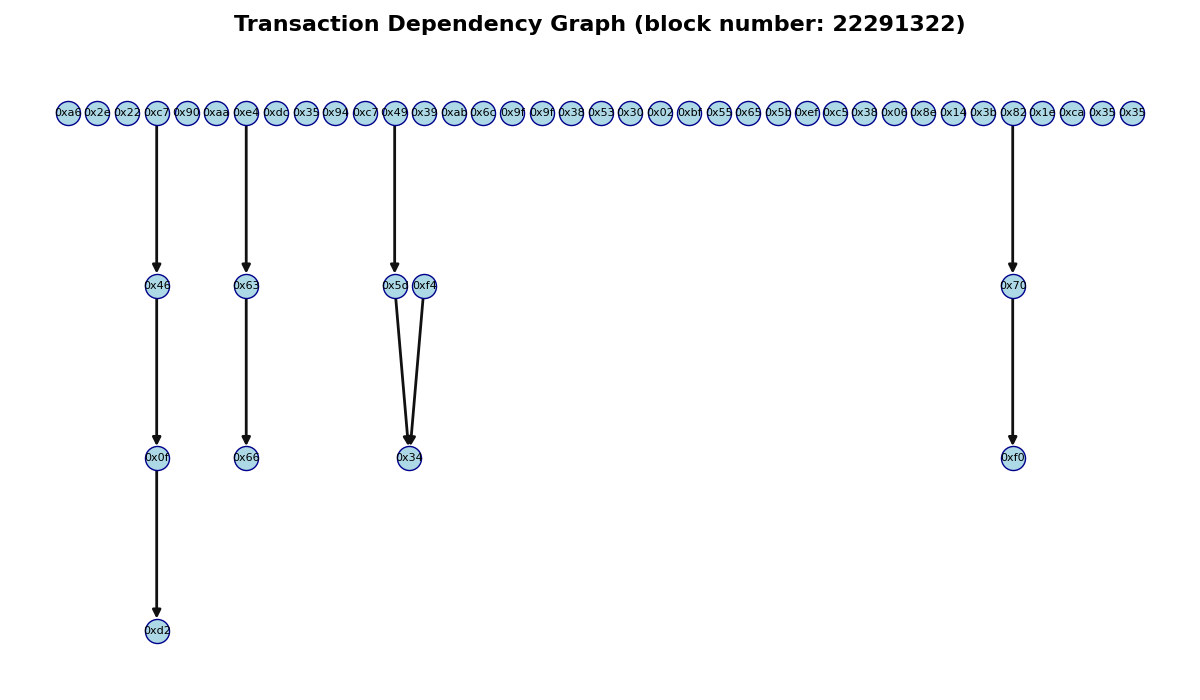 Transaction Dependency Graph (block number: 22291322)
0xa6 0x2e 0x22 0xc7 0x90 0xaa 0xe4 0xdc 0x35 0x94 0xc7 0x49 0x39 0xab 0x6c 0x9f 0x9f 0x38 0x53 0x30 0x02 0xbf 0x55 0x65 0x5b 0xef 0xc5 0x38 0x06 0x8e 0x14 0x3b 0x82 0x1e 0xca 0x35 0x35
0x46 0x63 0x5d 0xf4 0x70
0x0f 0x66 0x34 0xf0
0xd2